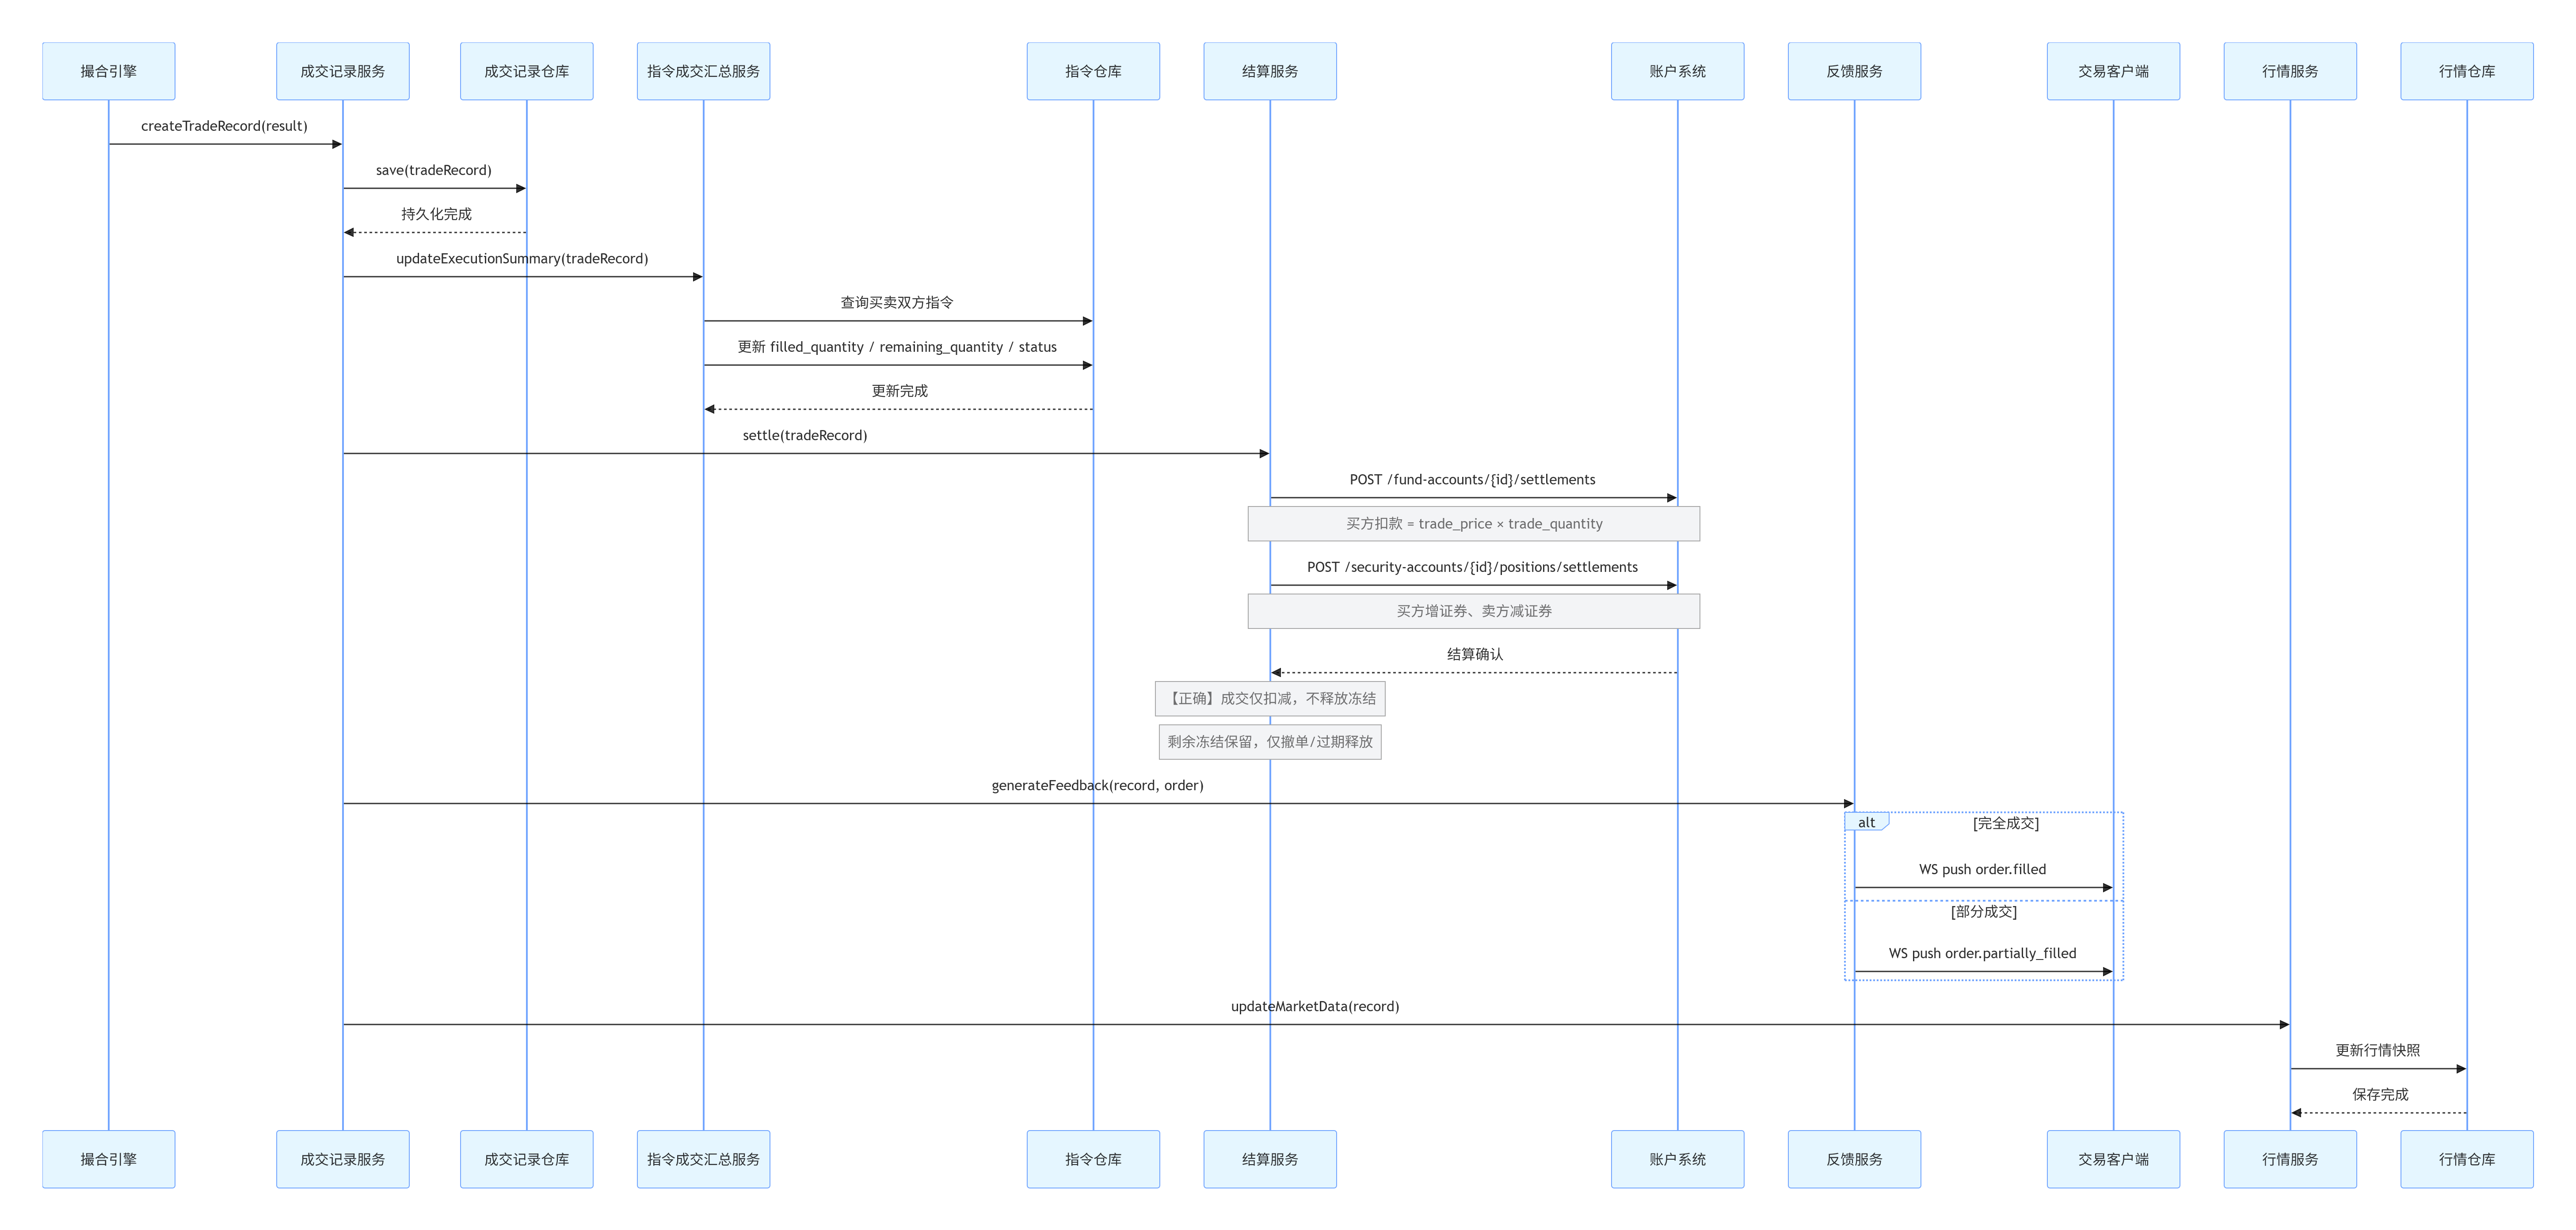 撮合引擎
成交记录服务
成交记录仓库
指令成交汇总服务
指令仓库
结算服务
账户系统
反馈服务
交易客户端
行情服务
行情仓库
createTradeRecord(result)
save(tradeRecord)
持久化完成
updateExecutionSummary(tradeRecord)
查询买卖双方指令
更新 filled_quantity / remaining_quantity / status
更新完成
settle(tradeRecord)
POST /fund-accounts/{id}/settlements
买方扣款 = trade_price × trade_quantity
POST /security-accounts/{id}/positions/settlements
买方增证券、卖方减证券
结算确认
【正确】成交仅扣减，不释放冻结
剩余冻结保留，仅撤单/过期释放
generateFeedback(record, order)
alt
[完全成交]
WS push order.filled
[部分成交]
WS push order.partially_filled
updateMarketData(record)
更新行情快照
保存完成
撮合引擎
成交记录服务
成交记录仓库
指令成交汇总服务
指令仓库
结算服务
账户系统
反馈服务
交易客户端
行情服务
行情仓库